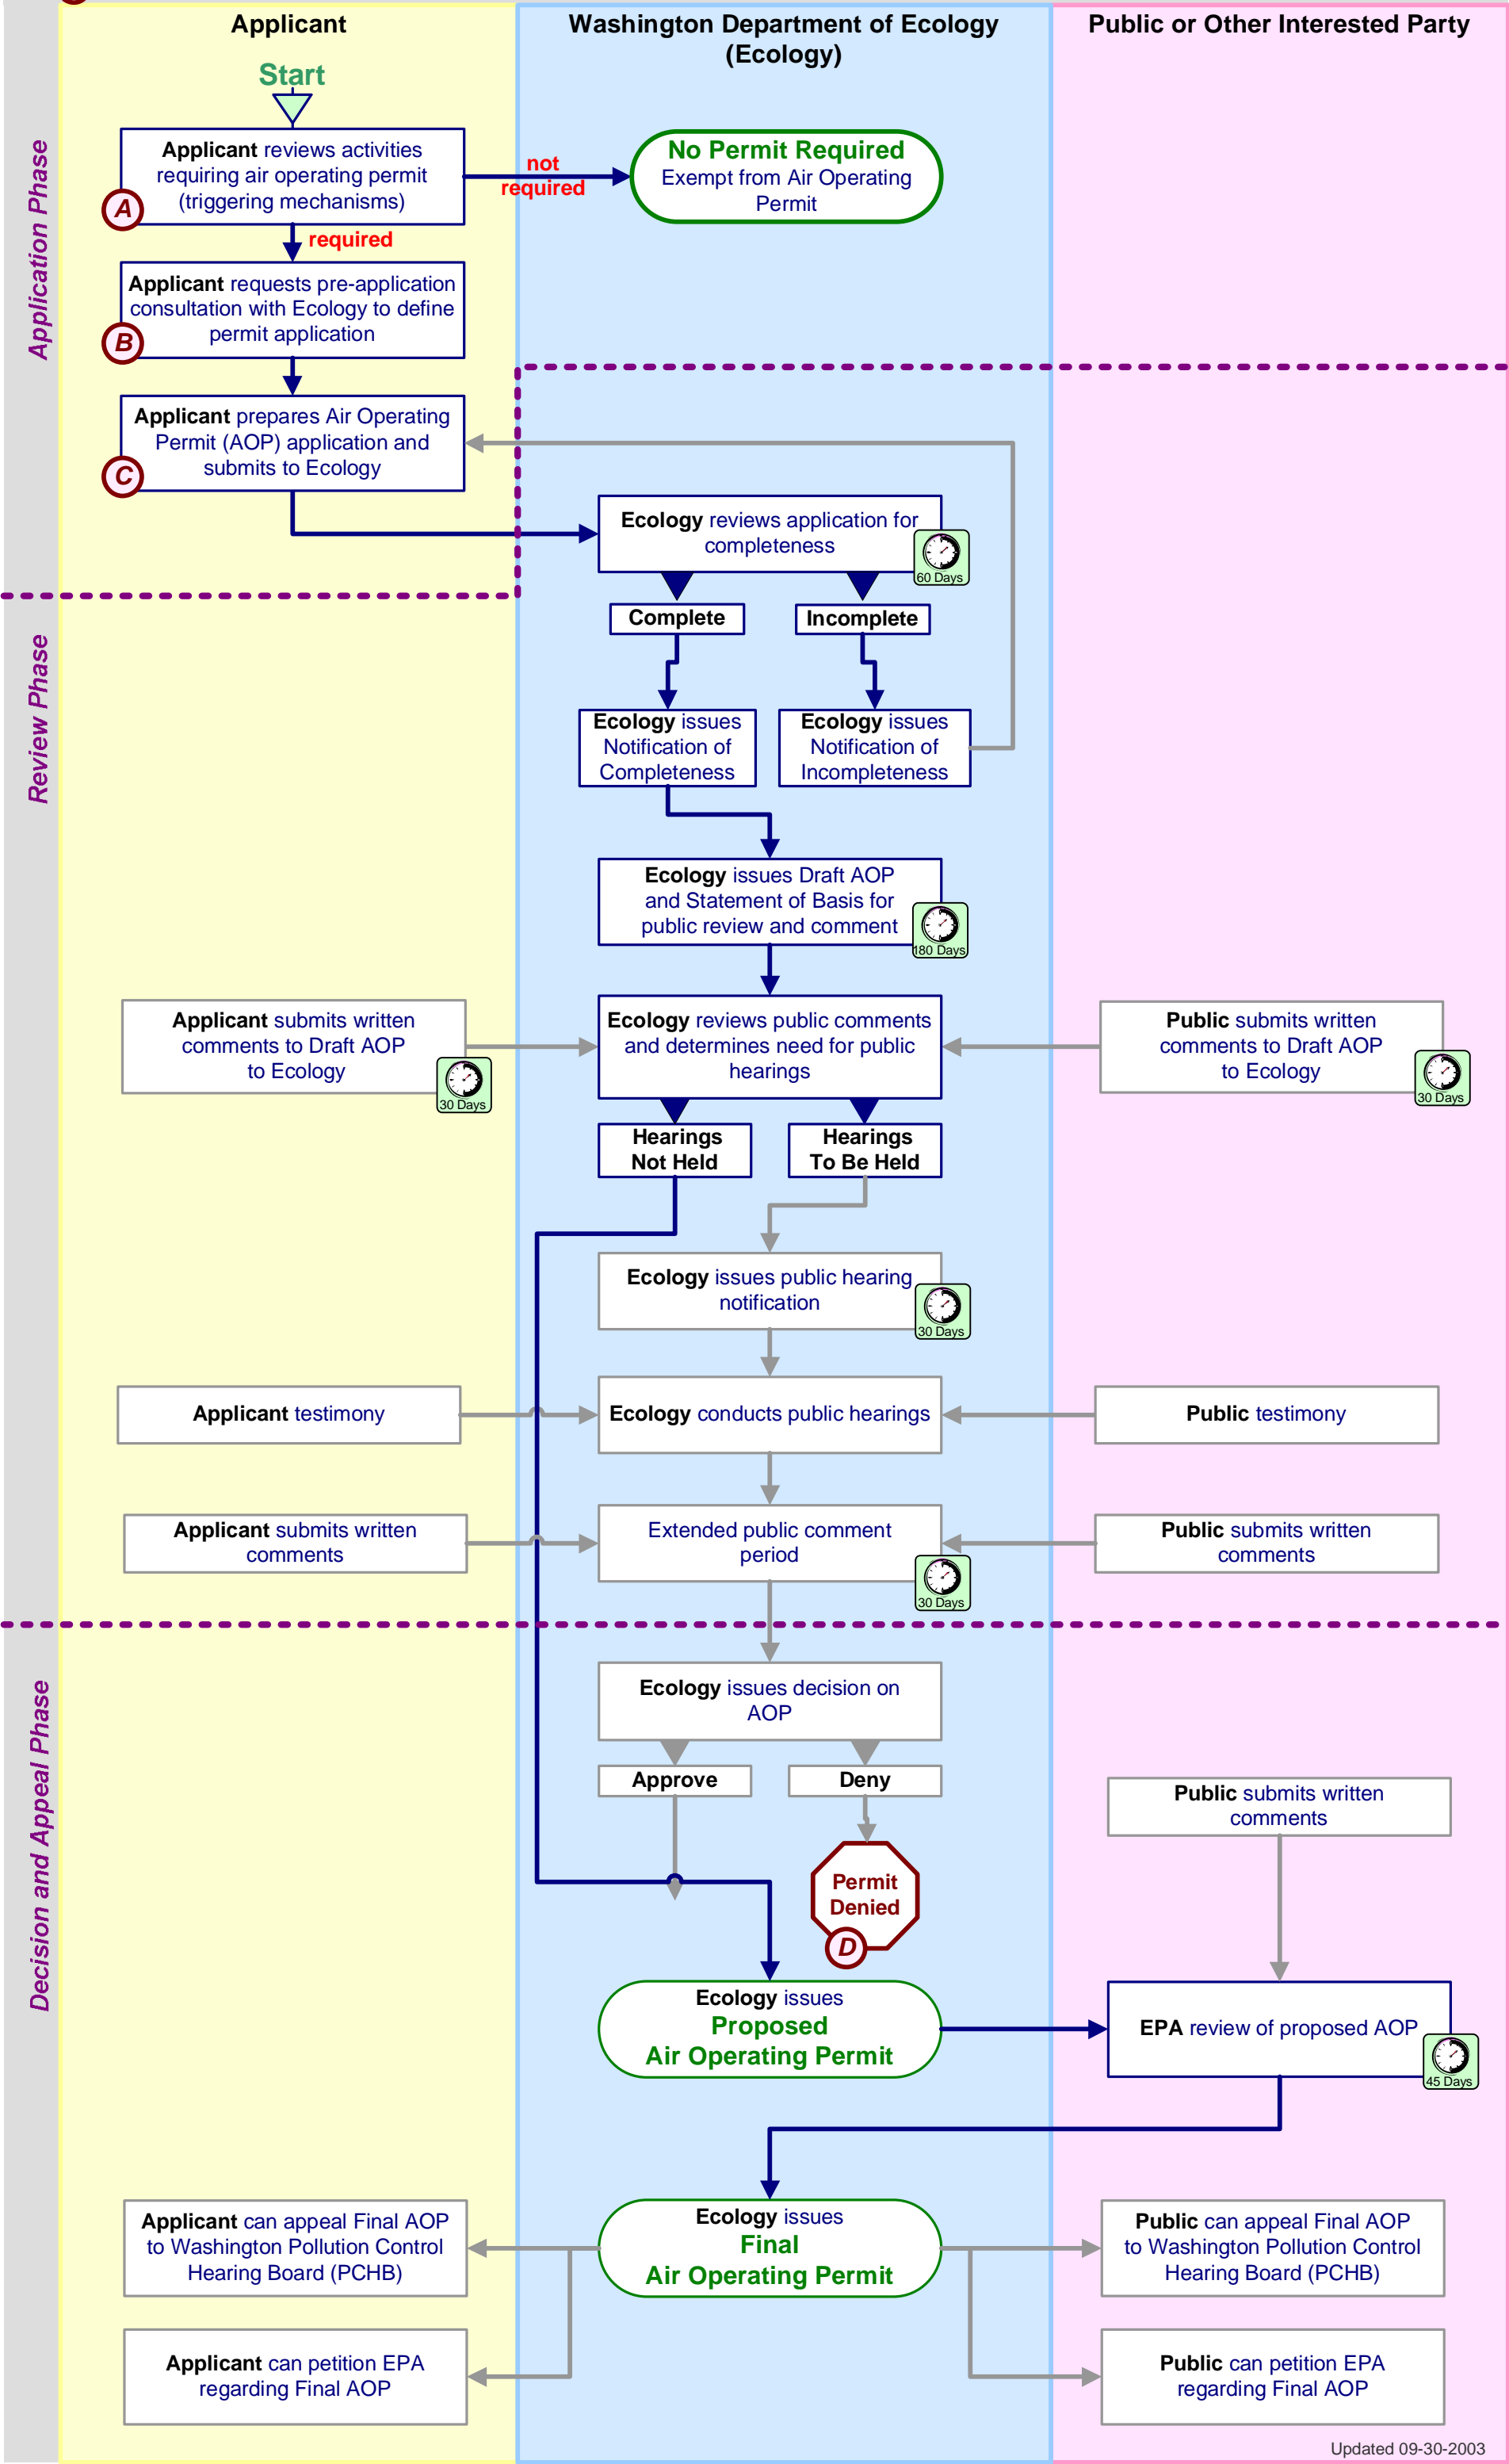 Applicant
Washington Department of Ecology
(Ecology)
Public or Other Interested Party
Application Phase
Start
Applicant reviews activities
requiring air operating permit
(triggering mechanisms)
A
not
required
No Permit Required
Exempt from Air Operating
Permit
required
Applicant requests pre-application
consultation with Ecology to define
permit application
B
Applicant prepares Air Operating
Permit (AOP) application and
submits to Ecology
C
Ecology reviews application for
completeness
60 Days
Review Phase
Complete
Incomplete
Ecology issues
Notification of
Completeness
Ecology issues
Notification of
Incompleteness
Ecology issues Draft AOP
and Statement of Basis for
public review and comment
180 Days
Applicant submits written
comments to Draft AOP
to Ecology
30 Days
Ecology reviews public comments
and determines need for public
hearings
Public submits written
comments to Draft AOP
to Ecology
30 Days
Hearings
Not Held
Hearings
To Be Held
Ecology issues public hearing
notification
30 Days
Applicant testimony
Ecology conducts public hearings
Public testimony
Applicant submits written
comments
Extended public comment
period
30 Days
Public submits written
comments
Decision and Appeal Phase
Ecology issues decision on
AOP
Approve
Deny
Public submits written
comments
Permit
Denied
D
Ecology issues
Proposed
Air Operating Permit
EPA review of proposed AOP
45 Days
Applicant can appeal Final AOP
to Washington Pollution Control
Hearing Board (PCHB)
Ecology issues
Final
Air Operating Permit
Public can appeal Final AOP
to Washington Pollution Control
Hearing Board (PCHB)
Applicant can petition EPA
regarding Final AOP
Public can petition EPA
regarding Final AOP
Updated 09-30-2003